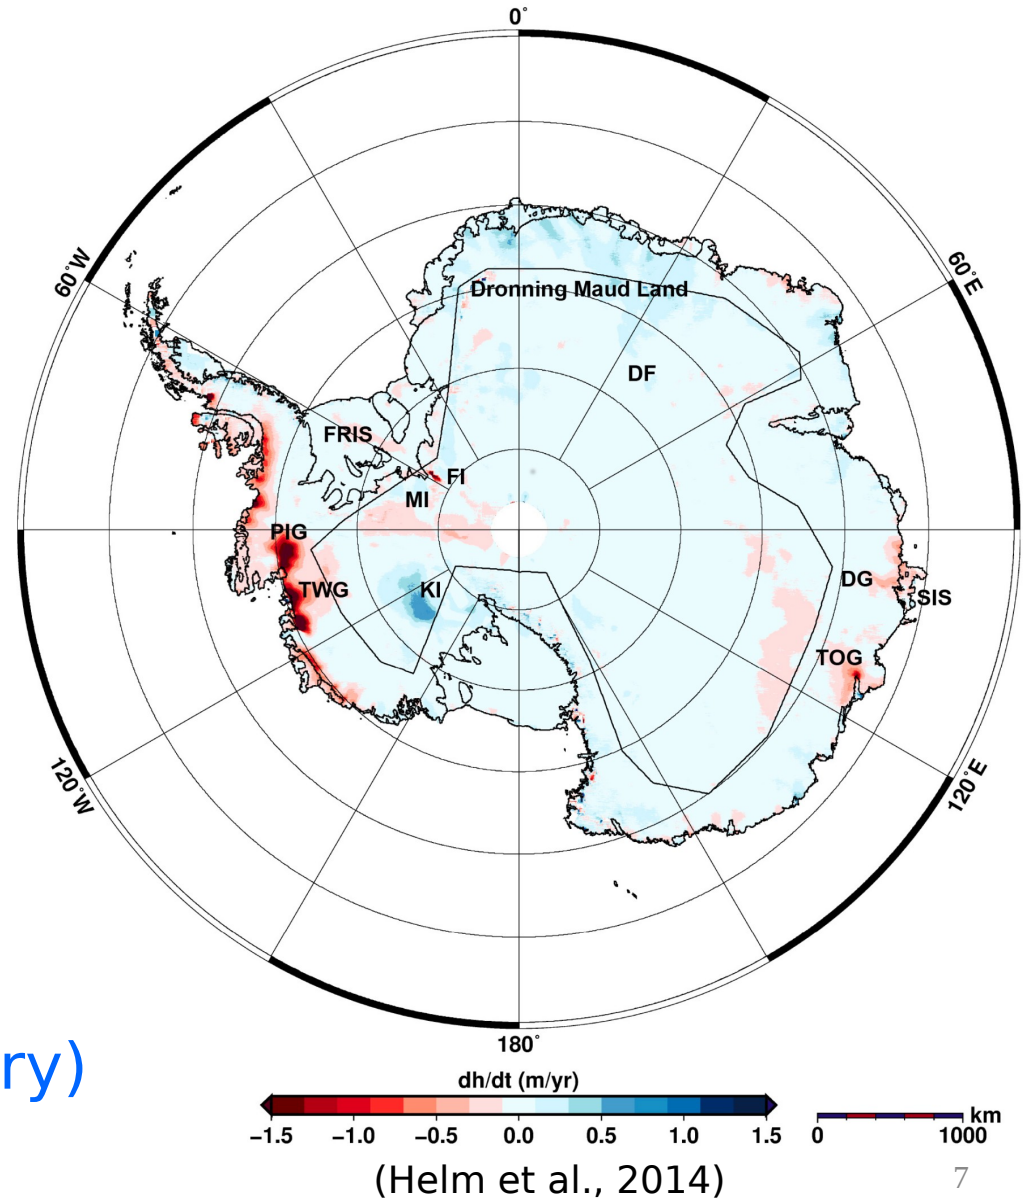 0°
60°W
60°E
Dronning Maud Land
DF
FRIS
FI
MI
PIG
TWG
KI
DG
SIS
TOG
120°W
120°E
180°
ry)
dh/dt (m/yr)
−1.5 −1.0 −0.5 0.0 0.5 1.0 1.5
km
0 1000
(Helm et al., 2014)
7